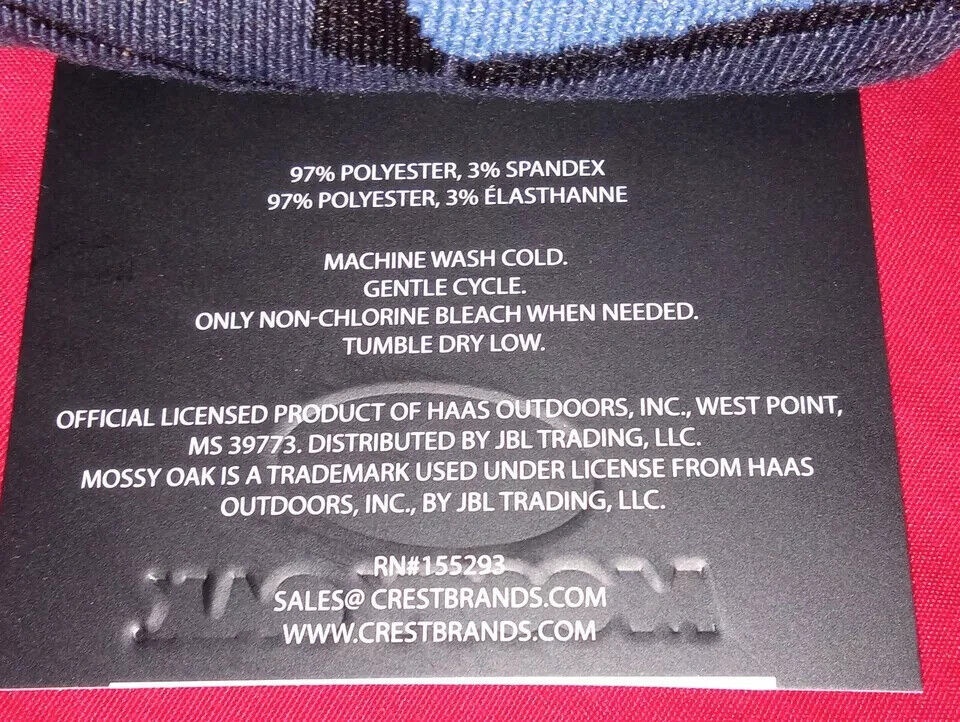 97% POLYESTER, 3% SPANDEX
97% POLYESTER, 3% ÉLASTHANNE
MACHINE WASH COLD.
GENTLE CYCLE.
ONLY NON-CHLORINE BLEACH WHEN NEEDED.
TUMBLE DRY LOW.
OFFICIAL LICENSED PRODUCT OF HAAS OUTDOORS, INC., WEST POINT,
MS 39773. DISTRIBUTED BY JBL TRADING, LLC.
MOSSY OAK IS A TRADEMARK USED UNDER LICENSE FROM HAAS
OUTDOORS, INC., BY JBL TRADING, LLC.
RN#155293
SALES@ CRESTBRANDS.COM
WWW.CRESTBRANDS.COM